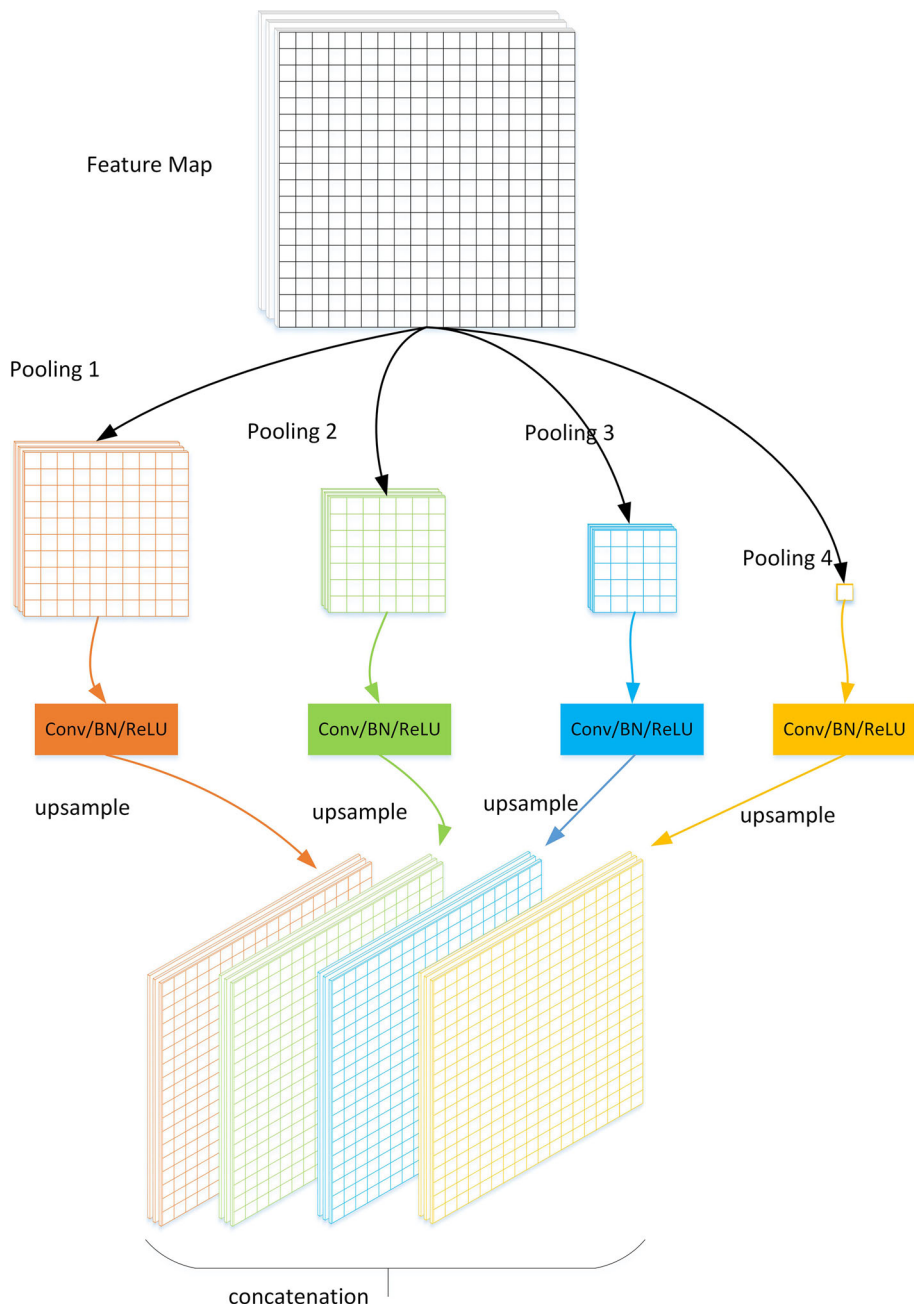 Feature Map
Pooling 1
Pooling 2
Pooling 3
Pooling 4
Conv/BN/ReLU
Conv/BN/ReLU
Conv/BN/ReLU
Conv/BN/ReLU
upsample
upsample
upsample
upsample
concatenation